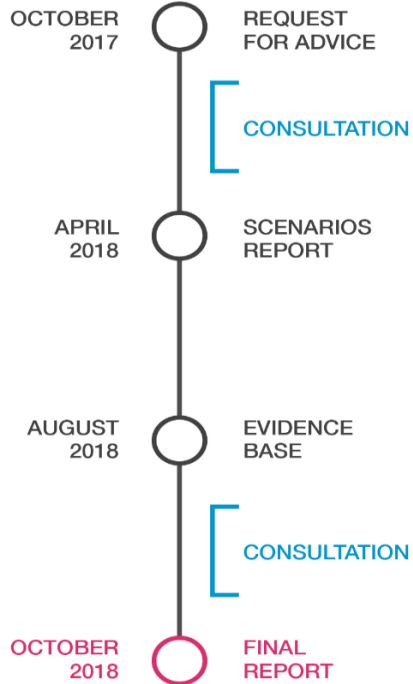 OCTOBER
2017
REQUEST
FOR ADVICE
CONSULTATION
APRIL
2018
SCENARIOS
REPORT
AUGUST
2018
EVIDENCE
BASE
CONSULTATION
OCTOBER
2018
FINAL
REPORT